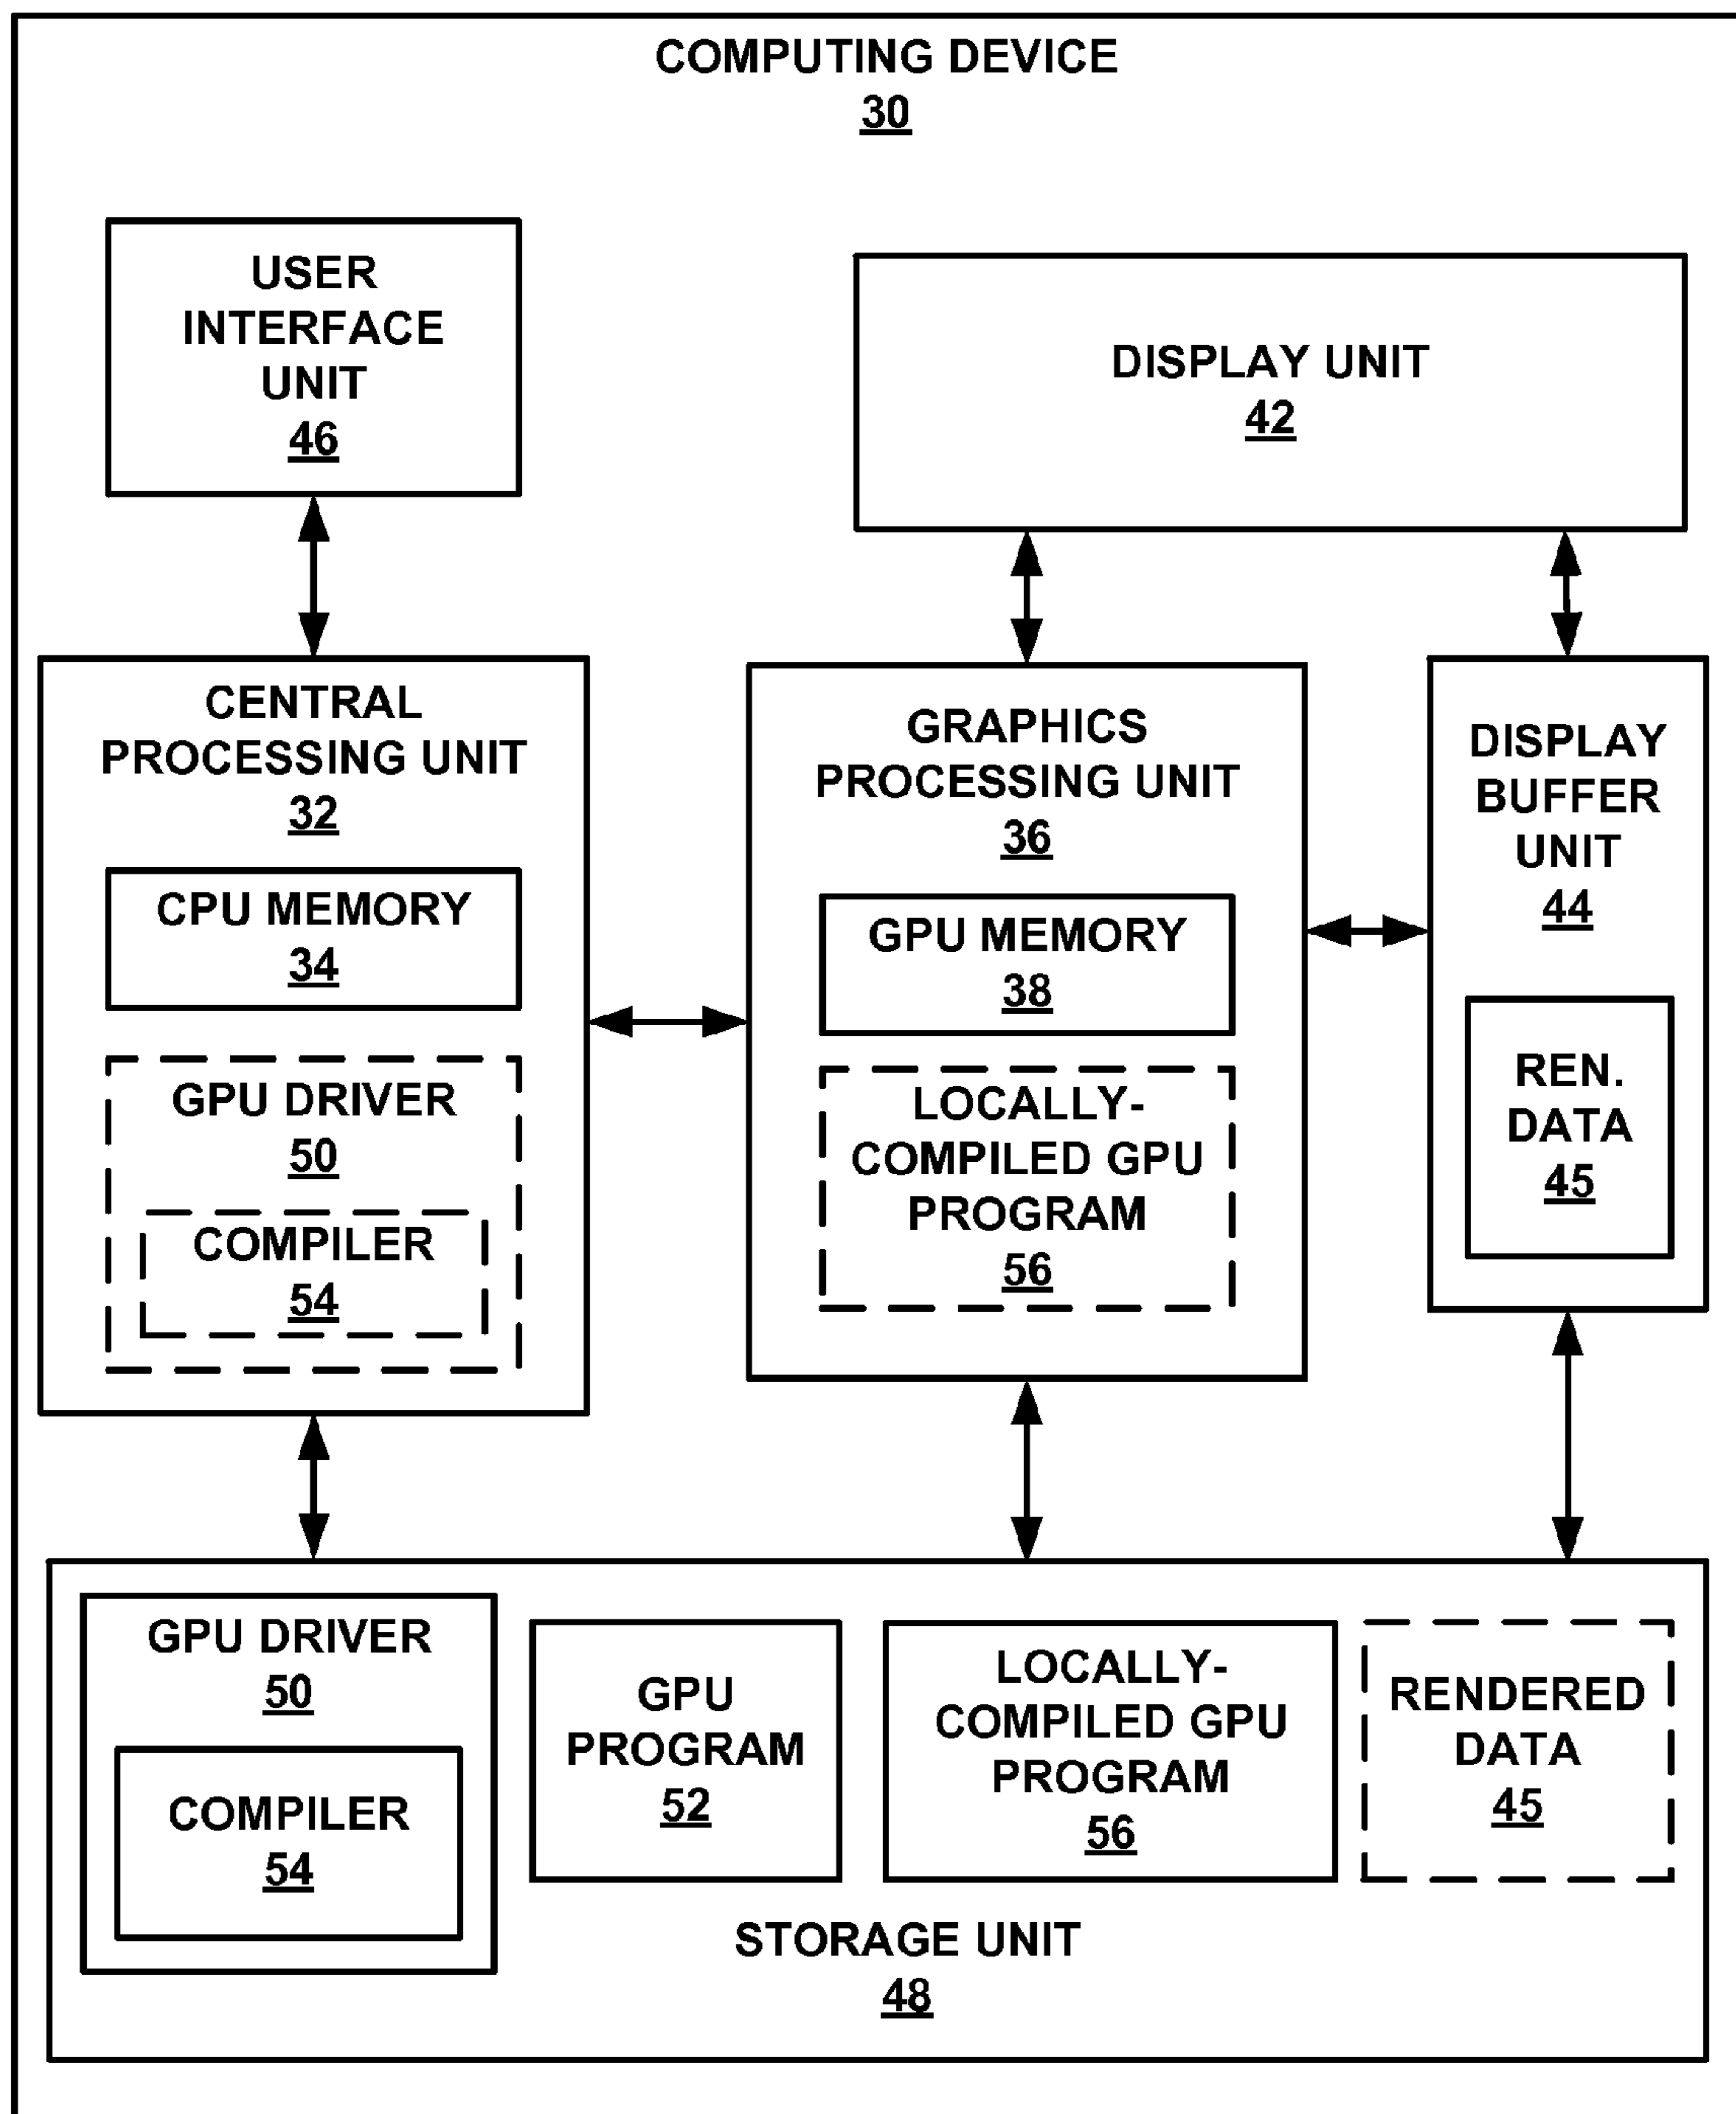 COMPUTING DEVICE
30
USER
INTERFACE
UNIT
46
DISPLAY UNIT
42
CENTRAL
PROCESSING UNIT
32
CPU MEMORY
34
GPU DRIVER
50
COMPILER
54
GRAPHICS
PROCESSING UNIT
36
GPU MEMORY
38
LOCALLY-
COMPILED GPU
PROGRAM
56
DISPLAY
BUFFER
UNIT
44
REN.
DATA
45
GPU DRIVER
50
COMPILER
54
GPU
PROGRAM
52
LOCALLY-
COMPILED GPU
PROGRAM
56
RENDERED
DATA
45
STORAGE UNIT
48